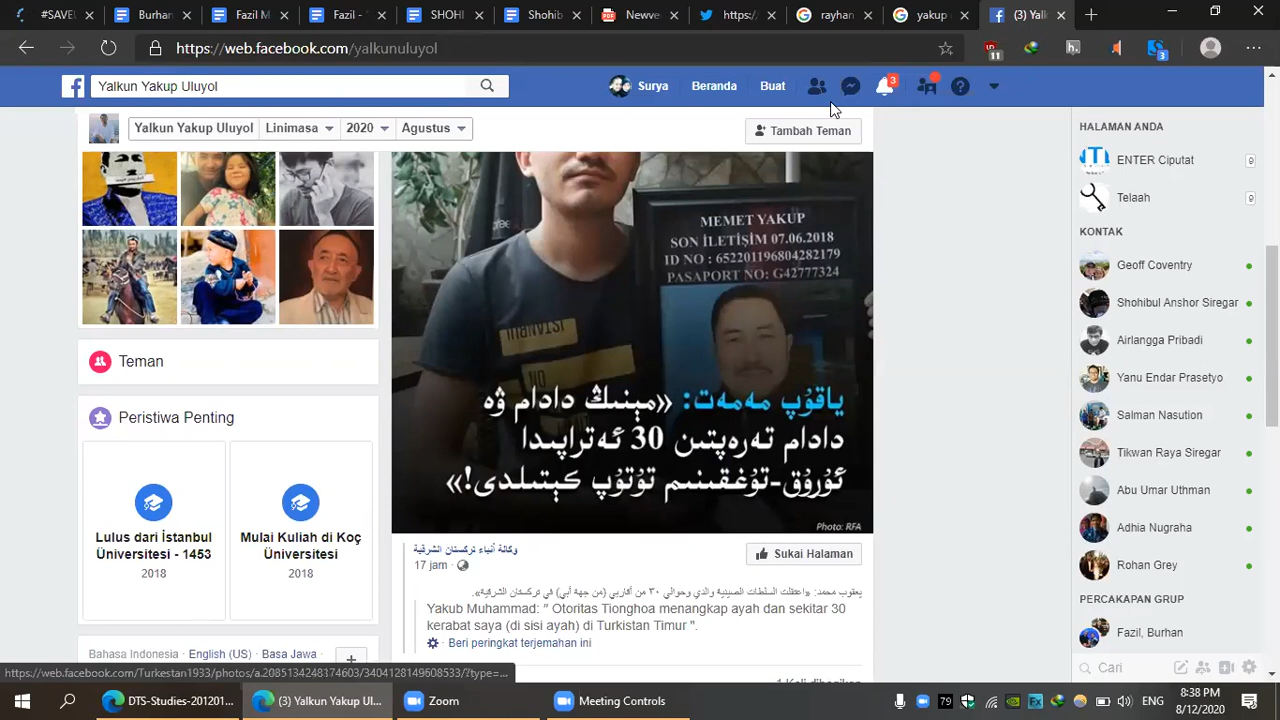 #SAVE
Burhan
Fazil M
Fazil -
SHOHI
Shohib
Newve
https:/
rayhan
yakup
(3) Yal
https://web.facebook.com/yalkunuluyol
11
Yalkun Yakup Uluyol
Surya
Beranda
Buat
3
Yalkun Yakup Uluyol
Linimasa
2020
Agustus
Tambah Teman
MEMET YAKUP
SON İLETİŞİM 07.06.2018
ID NO : 652201196804282179
PASAPORT NO: G42777324
ياقۇپ مەمەت: «مېنىڭ دادام ۋە
دادام تەرەپتىن 30 ئەتراپىدا
ئۇرۇق-تۇغقىنىم تۇتۇپ كېتىلدى!»
Photo: RFA
Teman
Peristiwa Penting
Lulus dari İstanbul
Üniversitesi - 1453
2018
Mulai Kuliah di Koç
Üniversitesi
2018
وكالة أنباء تركستان الشرقية
17 jam
Sukai Halaman
يعقوب محمد: «اعتقلت السلطات الصينية والدي وحوالي ٣٠ من أقاربي (من جهة أبي) في تركستان الشرقية».
Yakub Muhammad: " Otoritas Tionghoa menangkap ayah dan sekitar 30
kerabat saya (di sisi ayah) di Turkistan Timur ".
Beri peringkat terjemahan ini
Bahasa Indonesia · English (US) · Basa Jawa ·
HALAMAN ANDA
ENTER Ciputat
9
Telaah
9
KONTAK
Geoff Coventry
Shohibul Anshor Siregar
Airlangga Pribadi
Yanu Endar Prasetyo
Salman Nasution
Tikwan Raya Siregar
Abu Umar Uthman
Adhia Nugraha
Rohan Grey
PERCAKAPAN GRUP
Fazil, Burhan
Cari
https://web.facebook.com/Turkestan1933/photos/a.2085134248174603/3404128149608533/?type=...
DTS-Studies-201201...
(3) Yalkun Yakup Ul...
Zoom
Meeting Controls
79
ENG
8:38 PM
8/12/2020